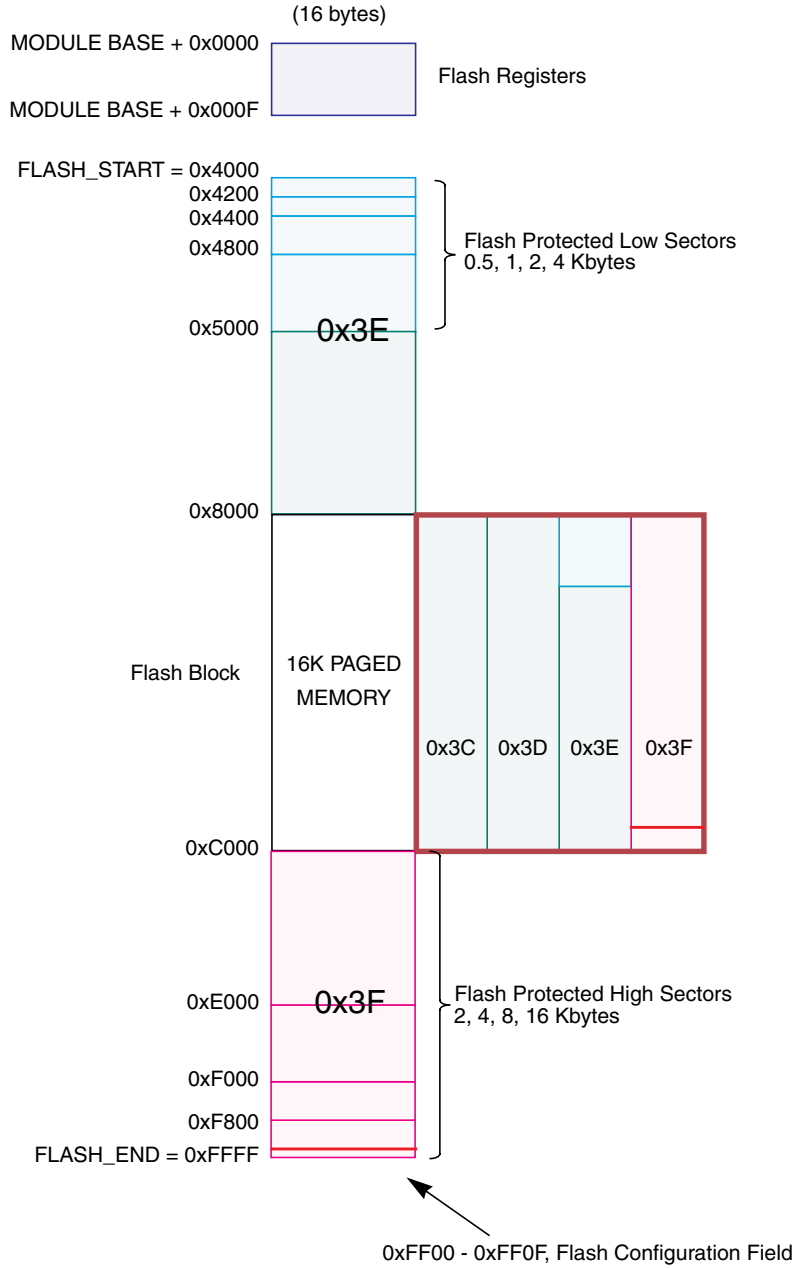 (16 bytes)
MODULE BASE + 0x0000
Flash Registers
MODULE BASE + 0x000F
FLASH_START = 0x4000
0x4200
0x4400
0x4800
Flash Protected Low Sectors
0.5, 1, 2, 4 Kbytes
0x5000
0x3E
0x8000
Flash Block
16K PAGED
MEMORY
0x3C
0x3D
0x3E
0x3F
0xC000
0xE000
0x3F
Flash Protected High Sectors
2, 4, 8, 16 Kbytes
0xF000
0xF800
FLASH_END = 0xFFFF
0xFF00 - 0xFF0F, Flash Configuration Field